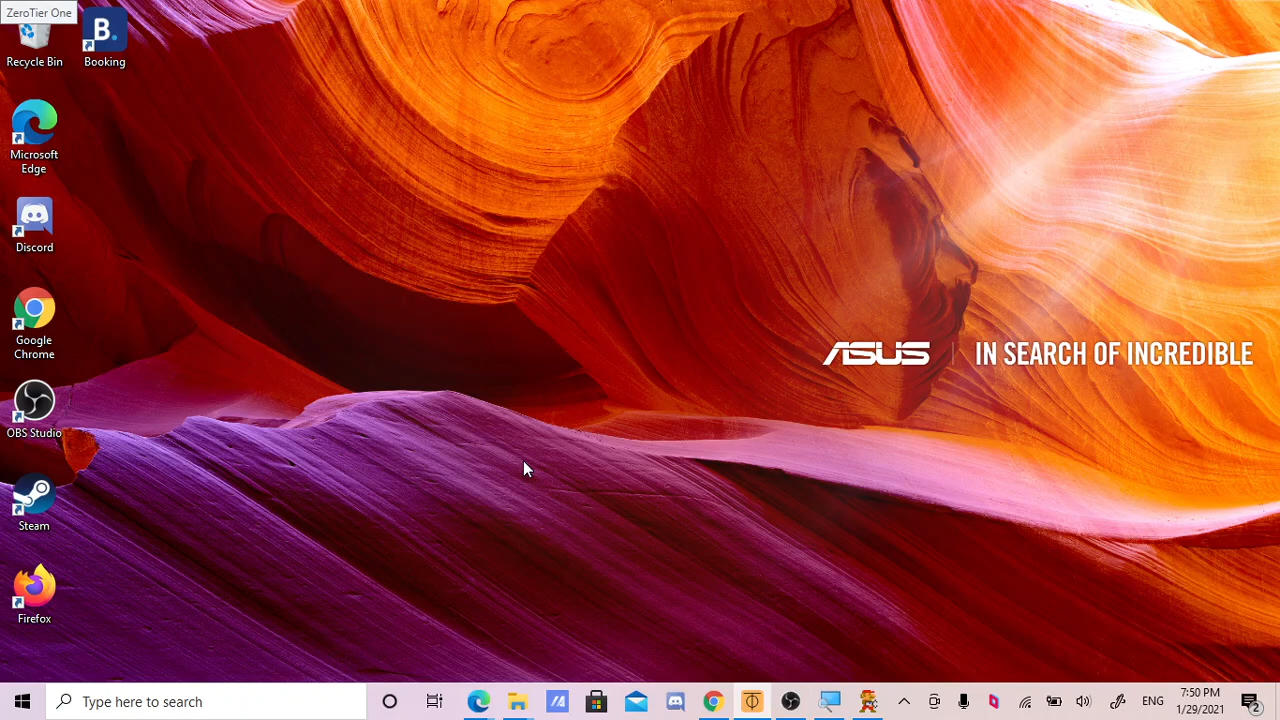 ZeroTier One
Recycle Bin
B.
Booking
Microsoft
Edge
Discord
Google
Chrome
OBS Studio
Steam
Firefox
ASUS | IN SEARCH OF INCREDIBLE
Type here to search
ENG
7:50 PM
1/29/2021
2